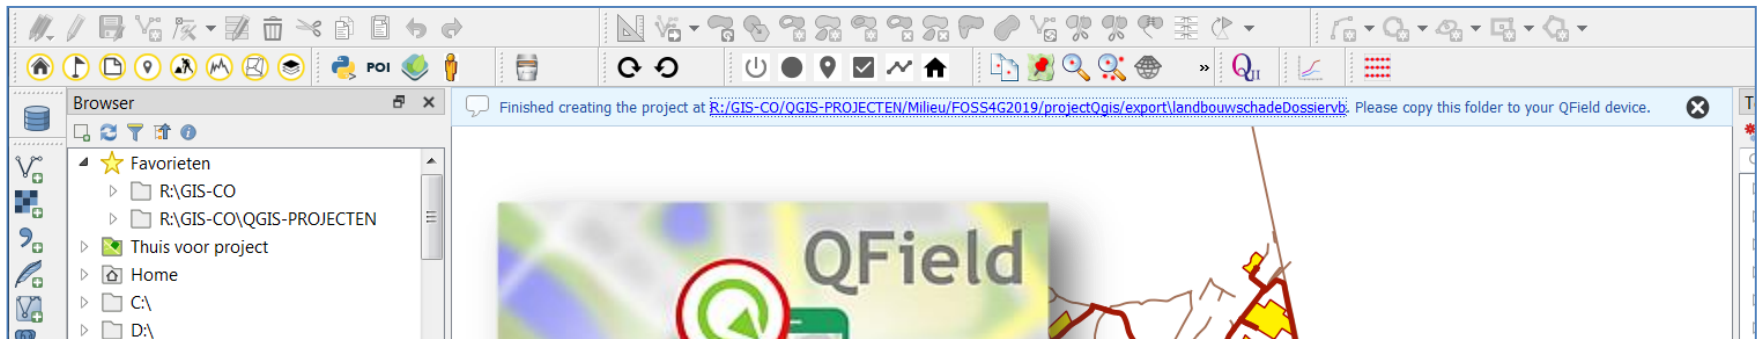 POI
»
Browser
Finished creating the project at R:/GIS-CO/QGIS-PROJECTEN/Milieu/FOSS4G2019/projectQgis/export\landbouwschadeDossiervb. Please copy this folder to your QField device.
Favorieten
R:\GIS-CO
R:\GIS-CO\QGIS-PROJECTEN
Thuis voor project
Home
C:\
D:\
QField